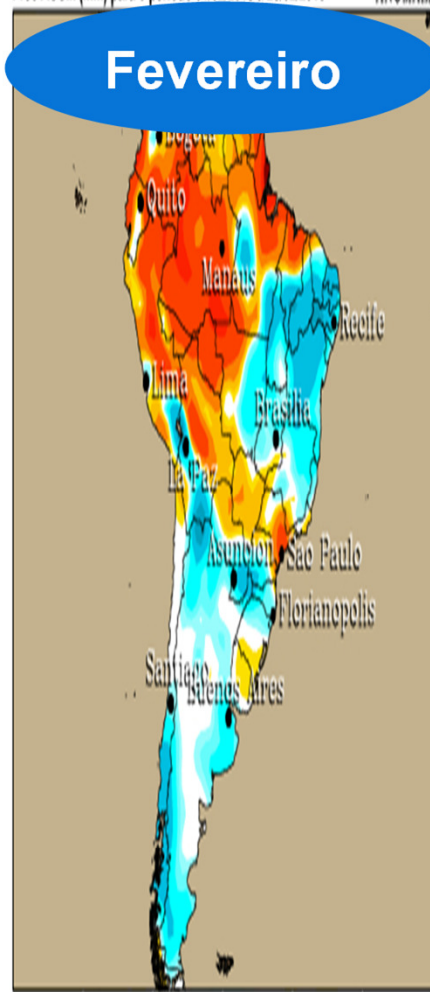 Fevereiro
Bogota
Quito
Manaus
Recife
Lima
Brasilia
La Paz
Asuncion
Sao Paulo
Florianopolis
Santiago
Buenos Aires